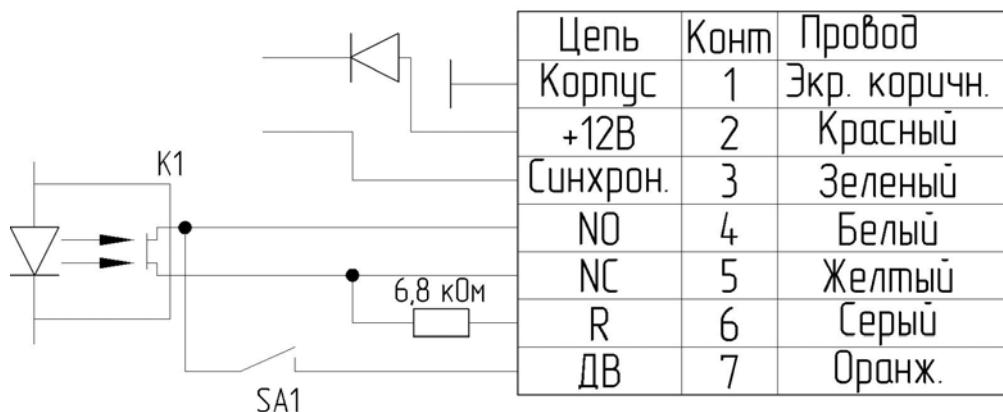 Цепь Конт Провод
Корпус 1 Экр. коричн.
+12В 2 Красный
Синхрон. 3 Зеленый
К1
NO 4 Белый
NC 5 Желтый
6,8 кОм
R 6 Серый
ДВ 7 Оранж.
SA1